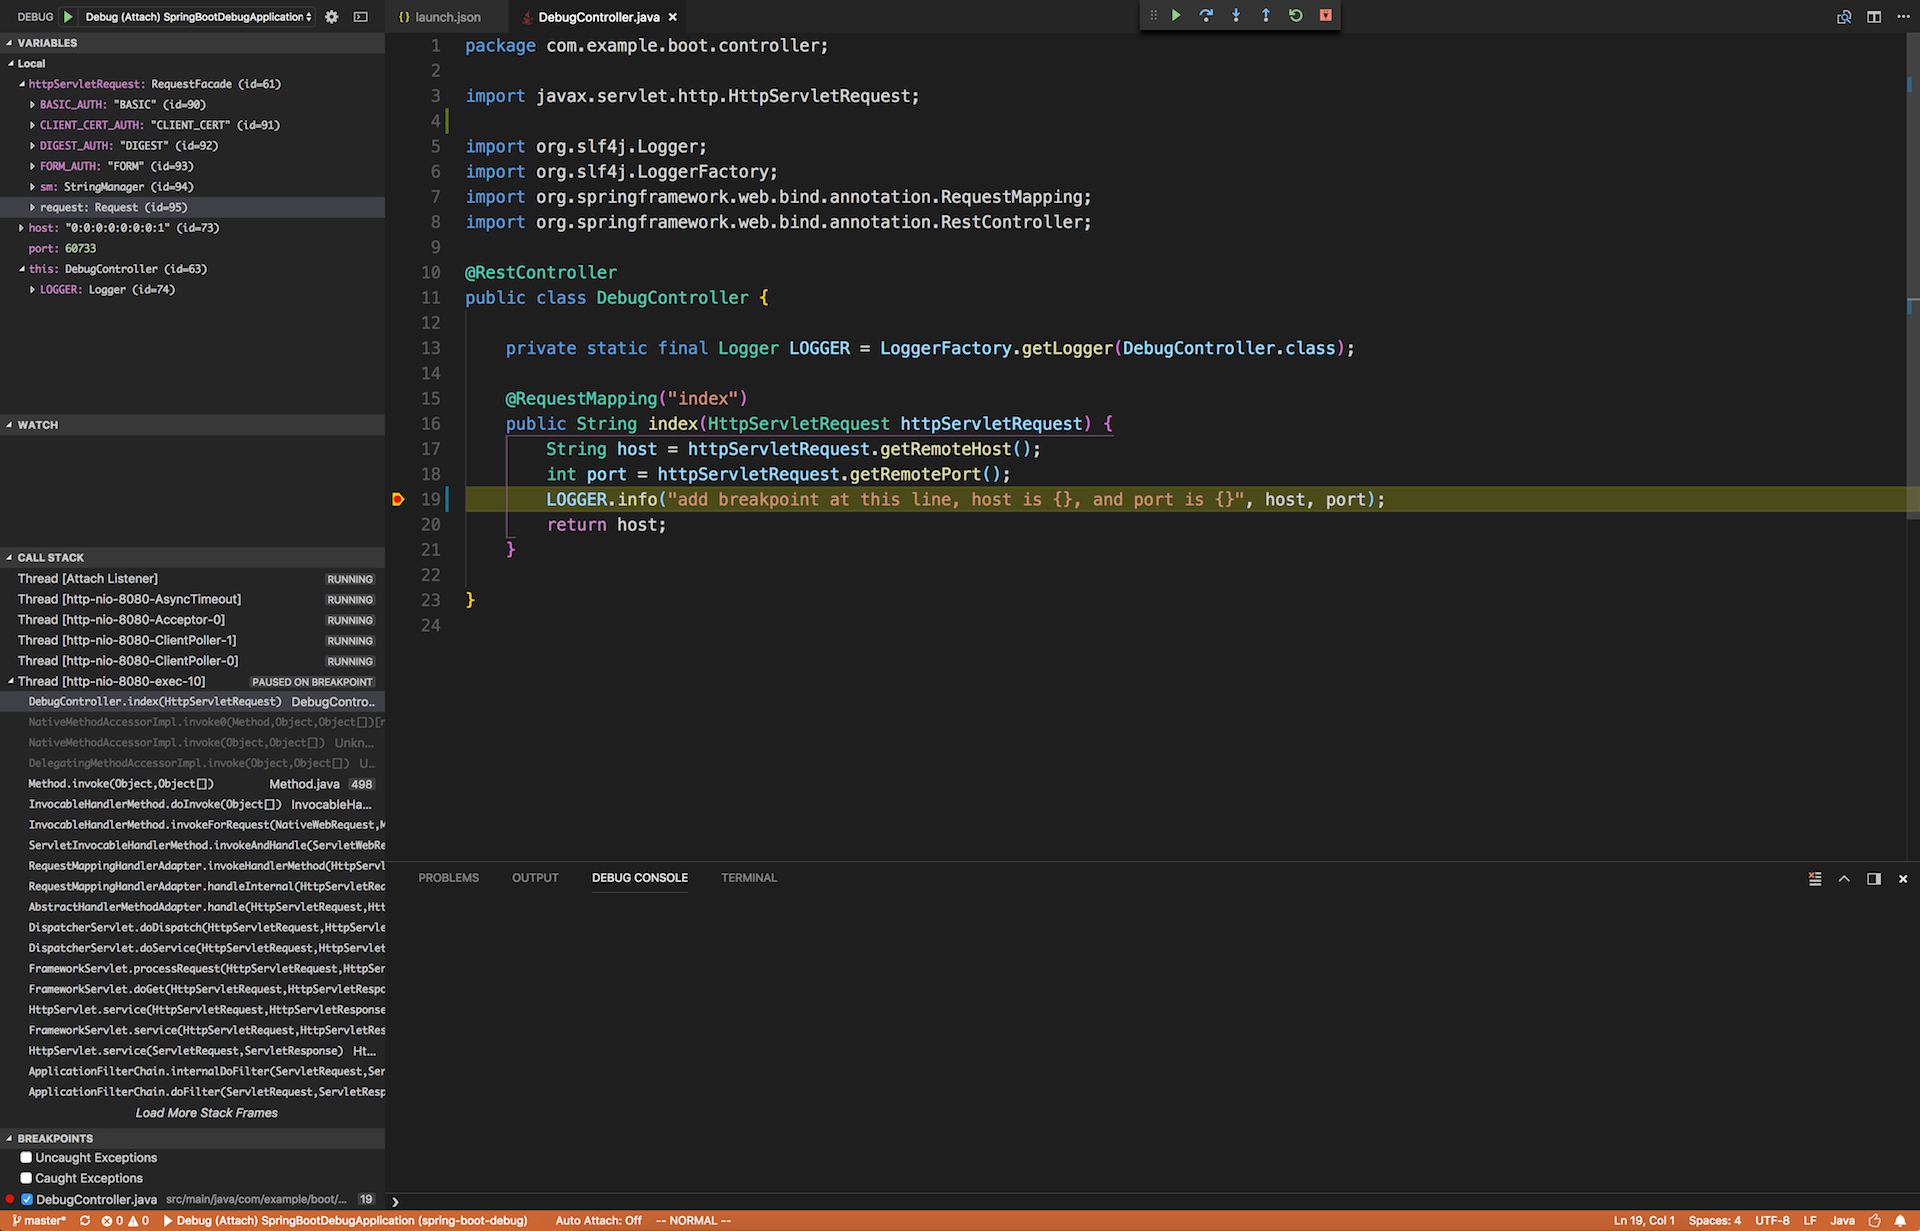 DEBUG Debug (Attach) SpringBootDebugApplication
launch.json
DebugController.java
VARIABLES
Local
httpServletRequest: RequestFacade (id=61)
BASIC_AUTH: "BASIC" (id=90)
CLIENT_CERT_AUTH: "CLIENT_CERT" (id=91)
DIGEST_AUTH: "DIGEST" (id=92)
FORM_AUTH: "FORM" (id=93)
sm: StringManager (id=94)
request: Request (id=95)
host: "0:0:0:0:0:0:0:1" (id=73)
port: 60733
this: DebugController (id=63)
LOGGER: Logger (id=74)
WATCH
CALL STACK
Thread [Attach Listener] RUNNING
Thread [http-nio-8080-AsyncTimeout] RUNNING
Thread [http-nio-8080-Acceptor-0] RUNNING
Thread [http-nio-8080-ClientPoller-1] RUNNING
Thread [http-nio-8080-ClientPoller-0] RUNNING
Thread [http-nio-8080-exec-10] PAUSED ON BREAKPOINT
DebugController.index(HttpServletRequest) DebugContro...
NativeMethodAccessorImpl.invoke0(Method,Object,Object[])[r
NativeMethodAccessorImpl.invoke(Object,Object[]) Unkn...
DelegatingMethodAccessorImpl.invoke(Object,Object[]) U...
Method.invoke(Object,Object[]) Method.java 498
InvocableHandlerMethod.doInvoke(Object[]) InvocableHa...
InvocableHandlerMethod.invokeForRequest(NativeWebRequest,M
ServletInvocableHandlerMethod.invokeAndHandle(ServletWebRe
RequestMappingHandlerAdapter.invokeHandlerMethod(HttpServl
RequestMappingHandlerAdapter.handleInternal(HttpServletReq
AbstractHandlerMethodAdapter.handle(HttpServletRequest,Htt
DispatcherServlet.doDispatch(HttpServletRequest,HttpServle
DispatcherServlet.doService(HttpServletRequest,HttpServlet
FrameworkServlet.processRequest(HttpServletRequest,HttpSer
FrameworkServlet.doGet(HttpServletRequest,HttpServletRespo
HttpServlet.service(HttpServletRequest,HttpServletResponse
FrameworkServlet.service(HttpServletRequest,HttpServletRes
HttpServlet.service(ServletRequest,ServletResponse) Ht...
ApplicationFilterChain.internalDoFilter(ServletRequest,Ser
ApplicationFilterChain.doFilter(ServletRequest,ServletResp
Load More Stack Frames
BREAKPOINTS
Uncaught Exceptions
Caught Exceptions
DebugController.java src/main/java/com/example/boot/... 19
1 package com.example.boot.controller;
2
3 import javax.servlet.http.HttpServletRequest;
4
5 import org.slf4j.Logger;
6 import org.slf4j.LoggerFactory;
7 import org.springframework.web.bind.annotation.RequestMapping;
8 import org.springframework.web.bind.annotation.RestController;
9
10 @RestController
11 public class DebugController {
12
13 private static final Logger LOGGER = LoggerFactory.getLogger(DebugController.class);
14
15 @RequestMapping("index")
16 public String index(HttpServletRequest httpServletRequest) {
17 String host = httpServletRequest.getRemoteHost();
18 int port = httpServletRequest.getRemotePort();
19 LOGGER.info("add breakpoint at this line, host is {}, and port is {}", host, port);
20 return host;
21 }
22
23 }
24
PROBLEMS OUTPUT DEBUG CONSOLE TERMINAL
master* 0 0 Debug (Attach) SpringBootDebugApplication (spring-boot-debug) Auto Attach: Off -- NORMAL -- Ln 19, Col 1 Spaces: 4 UTF-8 LF Java